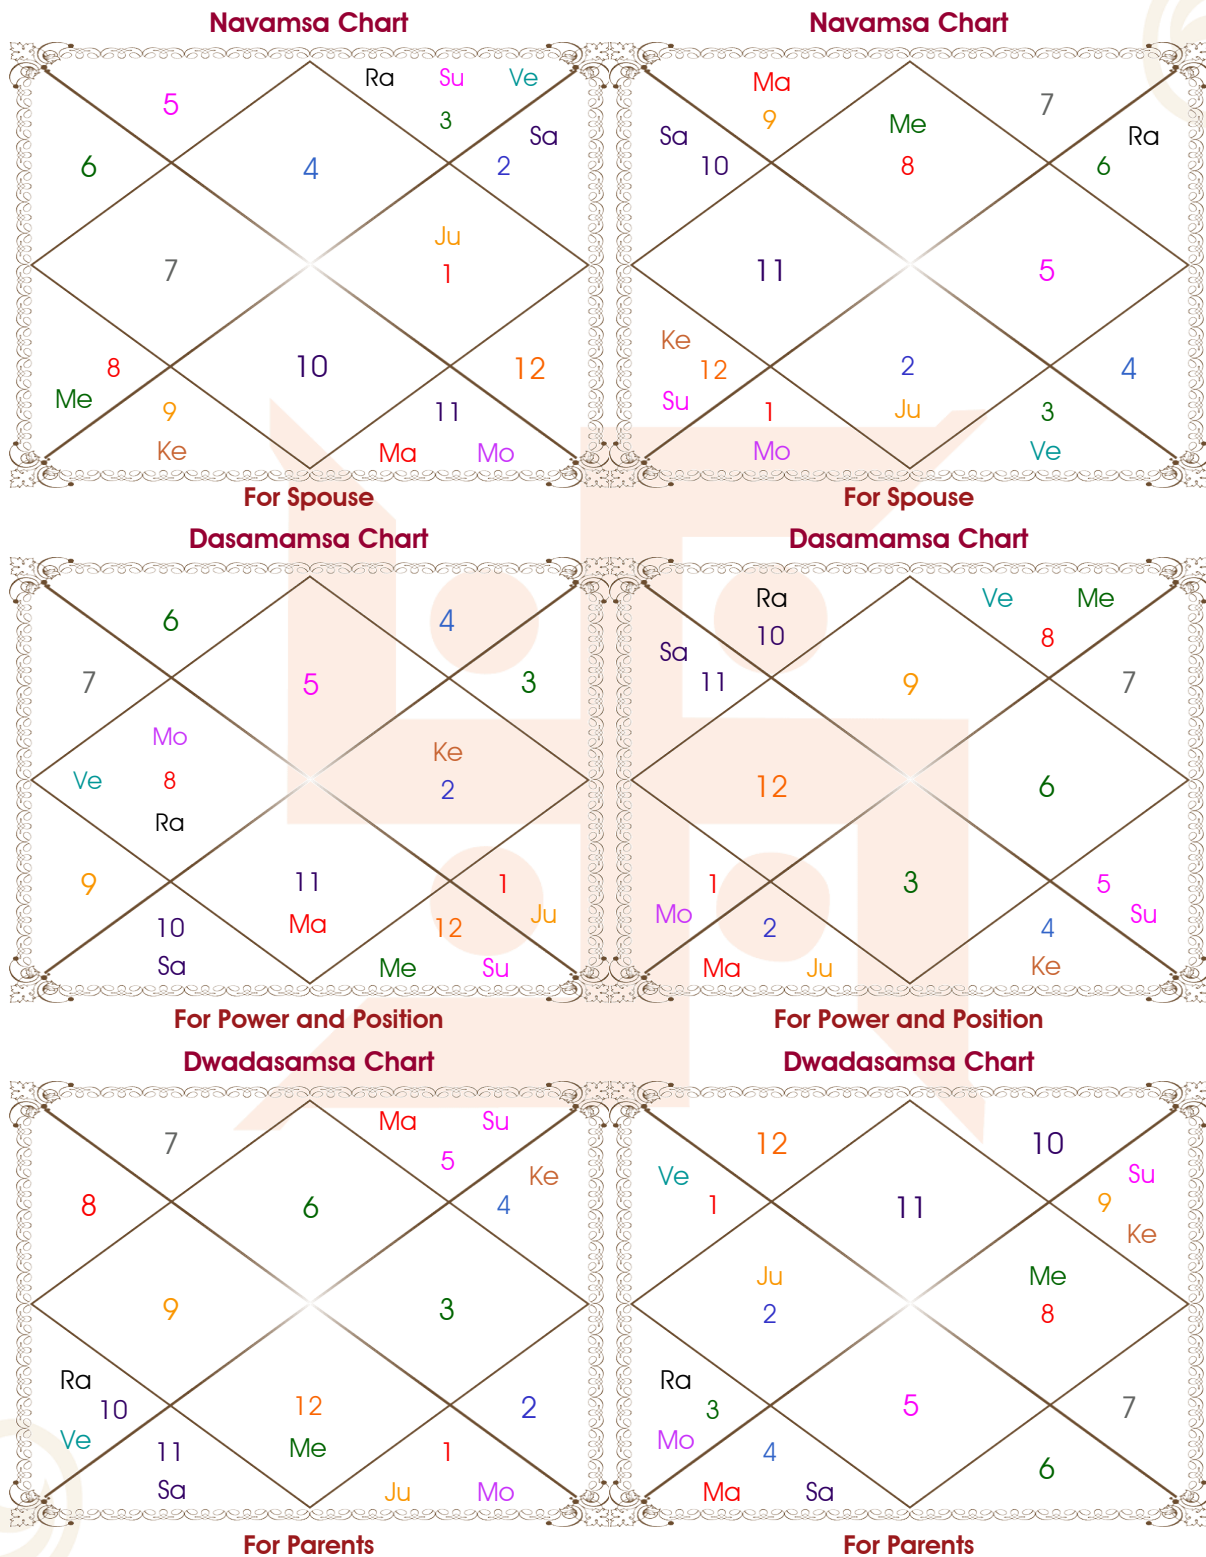 Navamsa Chart
Ra Su Ve
5
3
Sa
6
4
2
Ju
7
1
8
10
12
Me
9
11
Ke
Ma Mo
For Spouse
Navamsa Chart
Ma
7
9
Me
Sa
Ra
10
8
6
11
5
Ke
12
2
4
Su
1
Ju
3
Mo
Ve
For Spouse
Dasamamsa Chart
6
4
7
5
3
Mo
Ke
Ve 8
2
Ra
9
11
1
10
Ma
12
Ju
Sa
Me Su
For Power and Position
Dasamamsa Chart
Ra
Ve Me
10
8
Sa
11
9
7
12
6
1
3
5
Mo
Su
2
4
Ma Ju
Ke
For Power and Position
Dwadasamsa Chart
Ma Su
7
5
Ke
8
6
4
9
3
Ra
10
12
2
Ve
11
Me
1
Sa
Ju Mo
For Parents
Dwadasamsa Chart
12
10
Ve
Su
1
11
9
Ke
Ju
Me
2
8
Ra
3
5
7
Mo
4
6
Ma Sa
For Parents